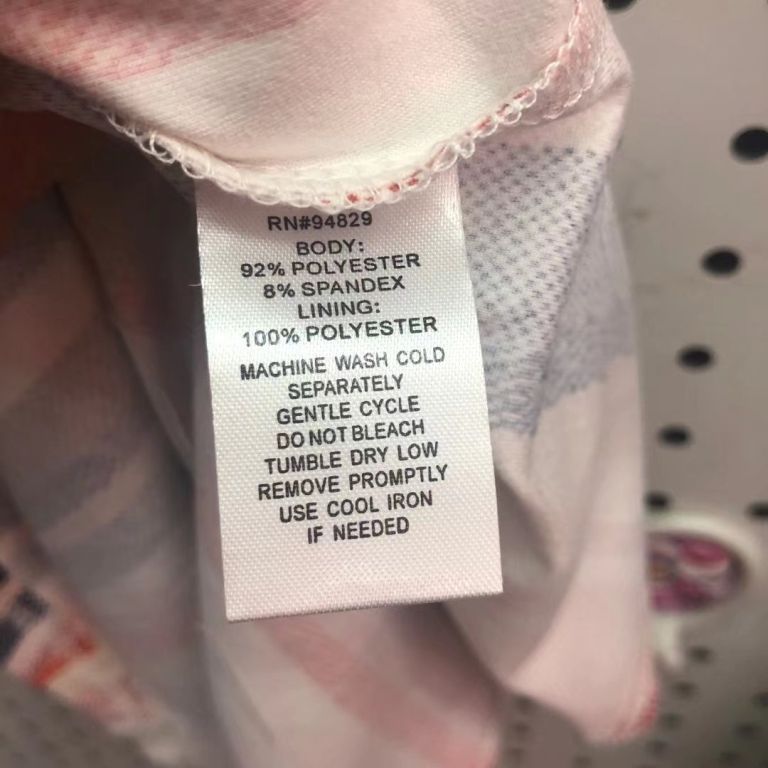 RN#94829
BODY:
92% POLYESTER
8% SPANDEX
LINING:
100% POLYESTER
MACHINE WASH COLD
SEPARATELY
GENTLE CYCLE
DO NOT BLEACH
TUMBLE DRY LOW
REMOVE PROMPTLY
USE COOL IRON
IF NEEDED